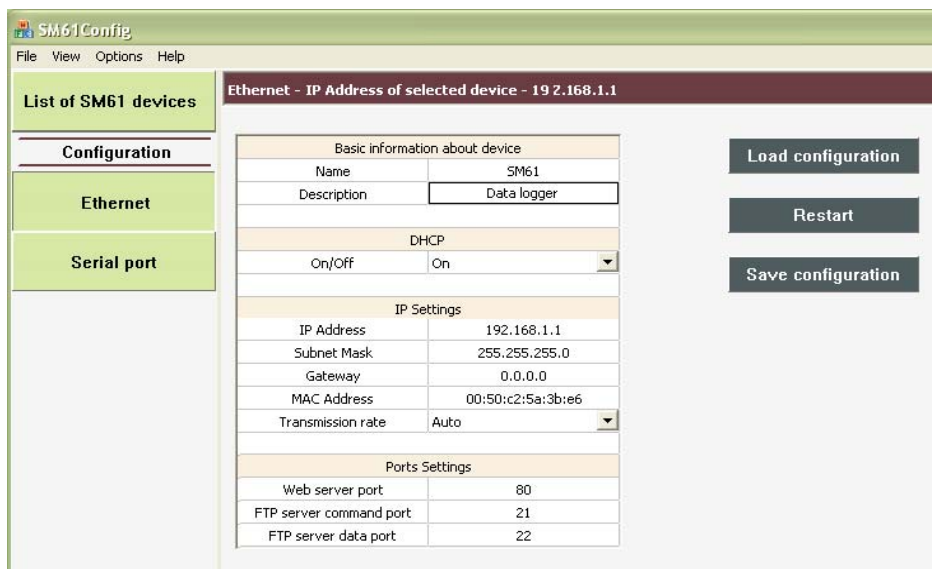 SM61Config
File View Options Help
List of SM61 devices
Configuration
Ethernet
Serial port
Ethernet - IP Address of selected device - 19 2.168.1.1
Basic information about device
Name SM61
Description Data logger
DHCP
On/Off On
IP Settings
IP Address 192.168.1.1
Subnet Mask 255.255.255.0
Gateway 0.0.0.0
MAC Address 00:50:c2:5a:3b:e6
Transmission rate Auto
Ports Settings
Web server port 80
FTP server command port 21
FTP server data port 22
Load configuration
Restart
Save configuration